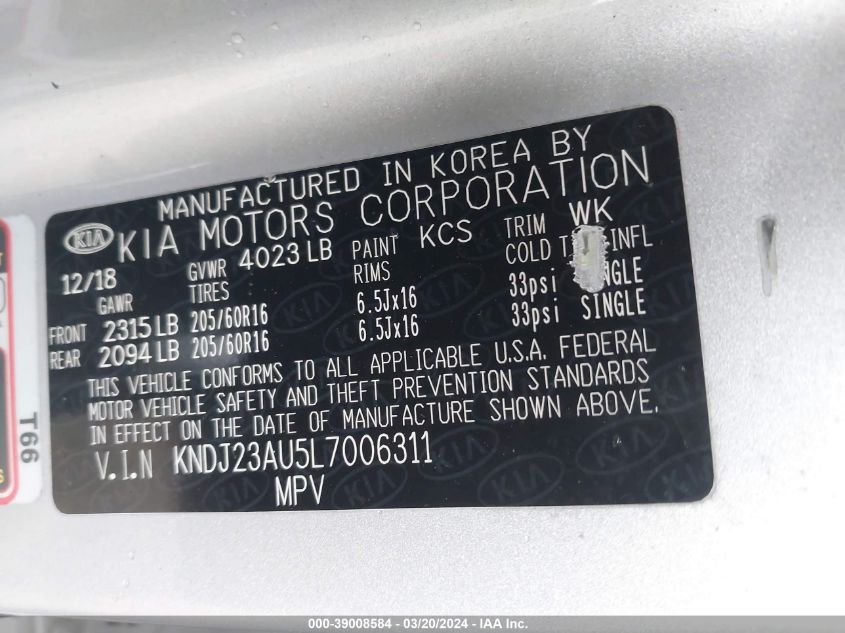 MANUFACTURED IN KOREA BY
KIA KIA MOTORS CORPORATION
12/18 GVWR 4023 LB PAINT KCS TRIM WK
GAWR TIRES RIMS COLD INFL
FRONT 2315 LB 205/60R16 6.5Jx16 33psi
REAR 2094 LB 205/60R16 6.5Jx16 33psi SINGLE
THIS VEHICLE CONFORMS TO ALL APPLICABLE U.S.A. FEDERAL
MOTOR VEHICLE SAFETY AND THEFT PREVENTION STANDARDS
IN EFFECT ON THE DATE OF MANUFACTURE SHOWN ABOVE.
V.I.N KNDJ23AU5L7006311
MPV
T66
000-39008584 - 03/20/2024 - IAA Inc.